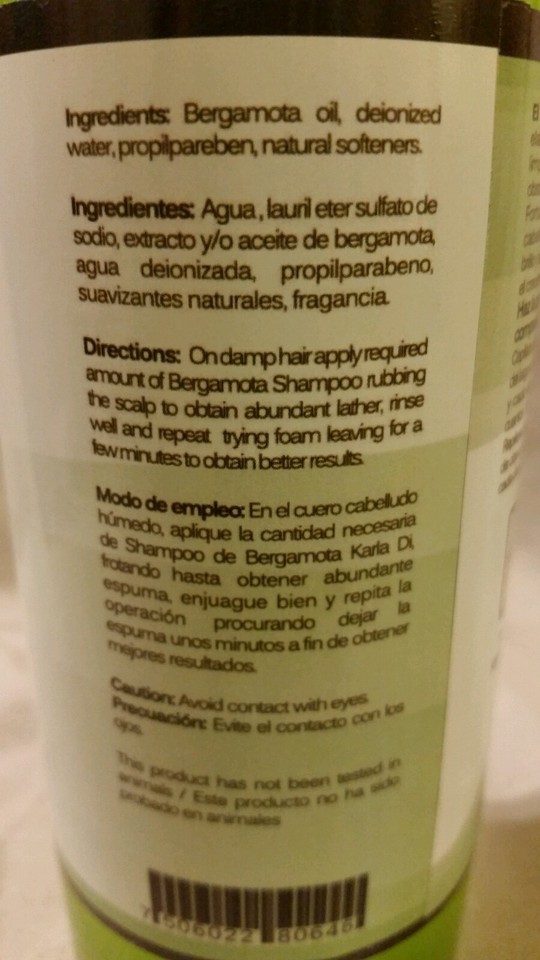 Ingredients: Bergamota oil, deionized
water, propilpareben, natural softeners.
Ingredientes: Agua, lauril eter sulfato de
sodio, extracto y/o aceite de bergamota,
agua deionizada, propilparabeno,
suavizantes naturales, fragancia.
Directions: On damp hair apply required
amount of Bergamota Shampoo rubbing
the scalp to obtain abundant lather, rinse
well and repeat trying foam leaving for a
few minutes to obtain better results.
Modo de empleo: En el cuero cabelludo
húmedo, aplique la cantidad necesaria
de Shampoo de Bergamota Karla Di,
frotando hasta obtener abundante
espuma, enjuague bien y repita la
operación procurando dejar la
espuma unos minutos a fin de obtener
mejores resultados.
Caution: Avoid contact with eyes.
Precuación: Evite el contacto con los
ojos.
This product has not been tested in
animals / Este producto no ha sido
probado en animales
7 506022 80646